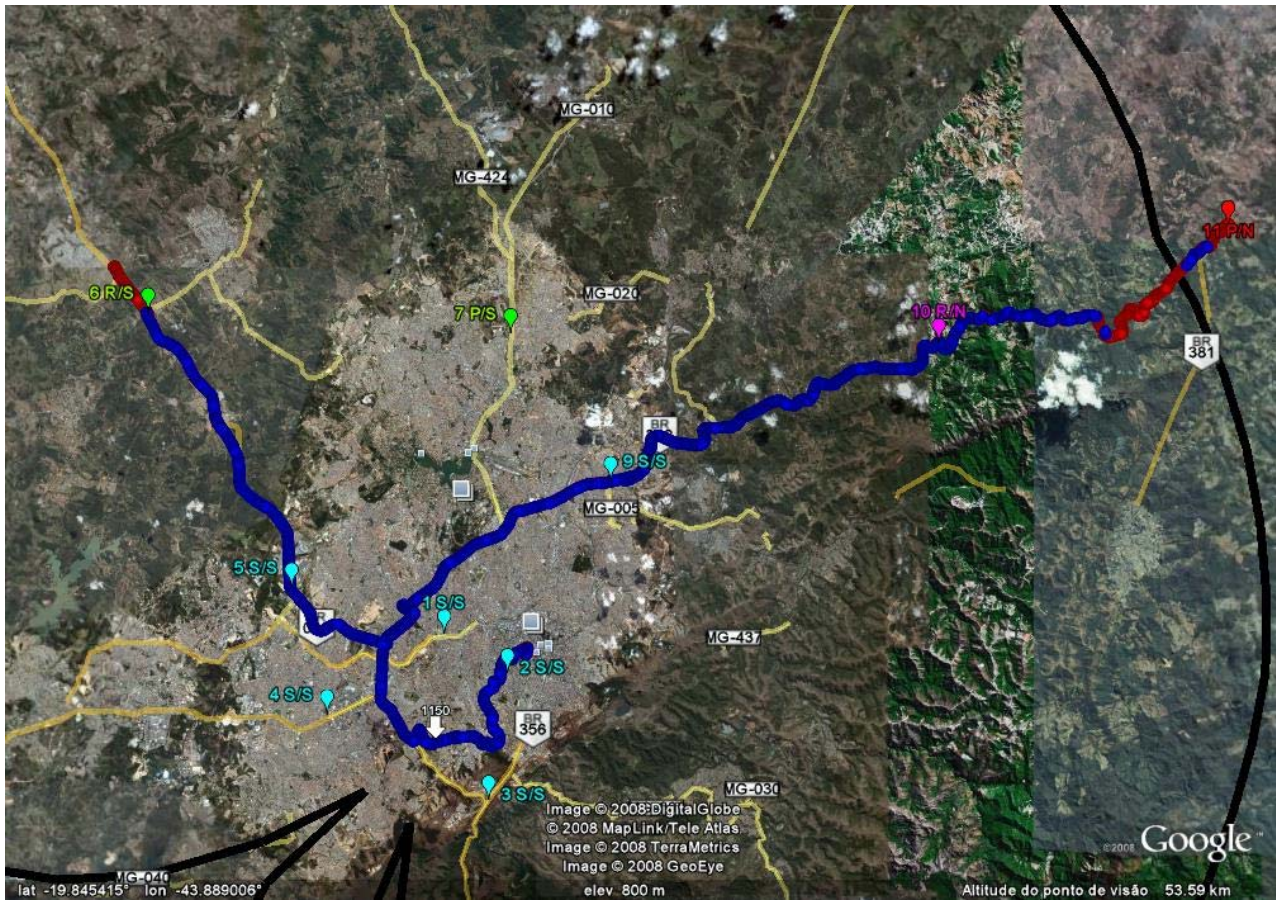 MG-010
MG-424
11 P/N
6 R/S
MG-020
7 P/S
10 R/N
BR
381
BR
9 S/S
MG-005
5 S/S
1 S/S
MG-437
2 S/S
4 S/S
1150
BR
356
3 S/S
MG-030
Image © 2008 DigitalGlobe
© 2008 MapLink/Tele Atlas
Image © 2008 TerraMetrics
Image © 2008 GeoEye
© 2008 Google™
MG-040
lat -19.845415° lon -43.889006° elev 800 m Altitude do ponto de visão 53.59 km